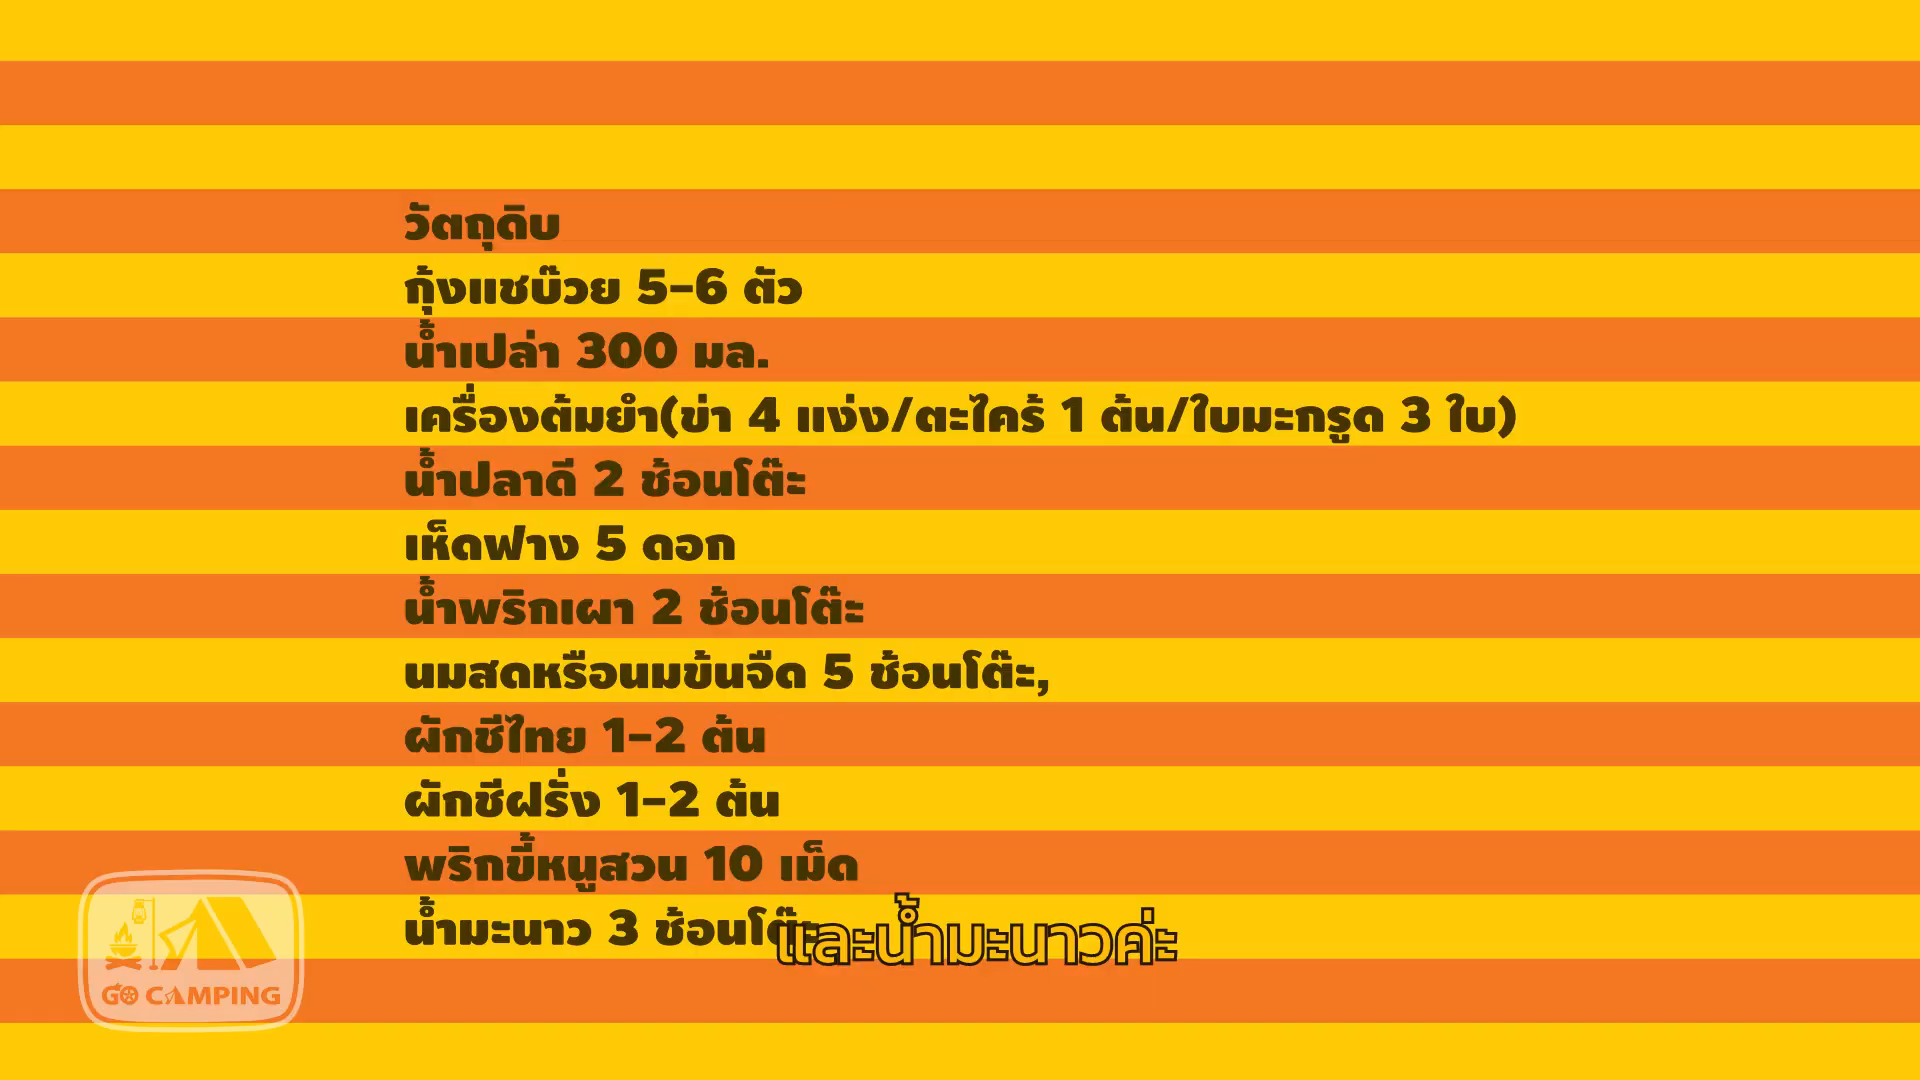 วัตถุดิบ
กุ้งแชบ๊วย 5-6 ตัว
น้ำเปล่า 300 มล.
เครื่องต้มยำ(ข่า 4 แง่ง/ตะไคร้ 1 ต้น/ใบมะกรูด 3 ใบ)
น้ำปลาดี 2 ช้อนโต๊ะ
เห็ดฟาง 5 ดอก
น้ำพริกเผา 2 ช้อนโต๊ะ
นมสดหรือนมข้นจืด 5 ช้อนโต๊ะ,
ผักชีไทย 1-2 ต้น
ผักชีฝรั่ง 1-2 ต้น
พริกขี้หนูสวน 10 เม็ด
น้ำมะนาว 3 ช้อนโต๊ะ
และน้ำมะนาวค่ะ
GO CAMPING